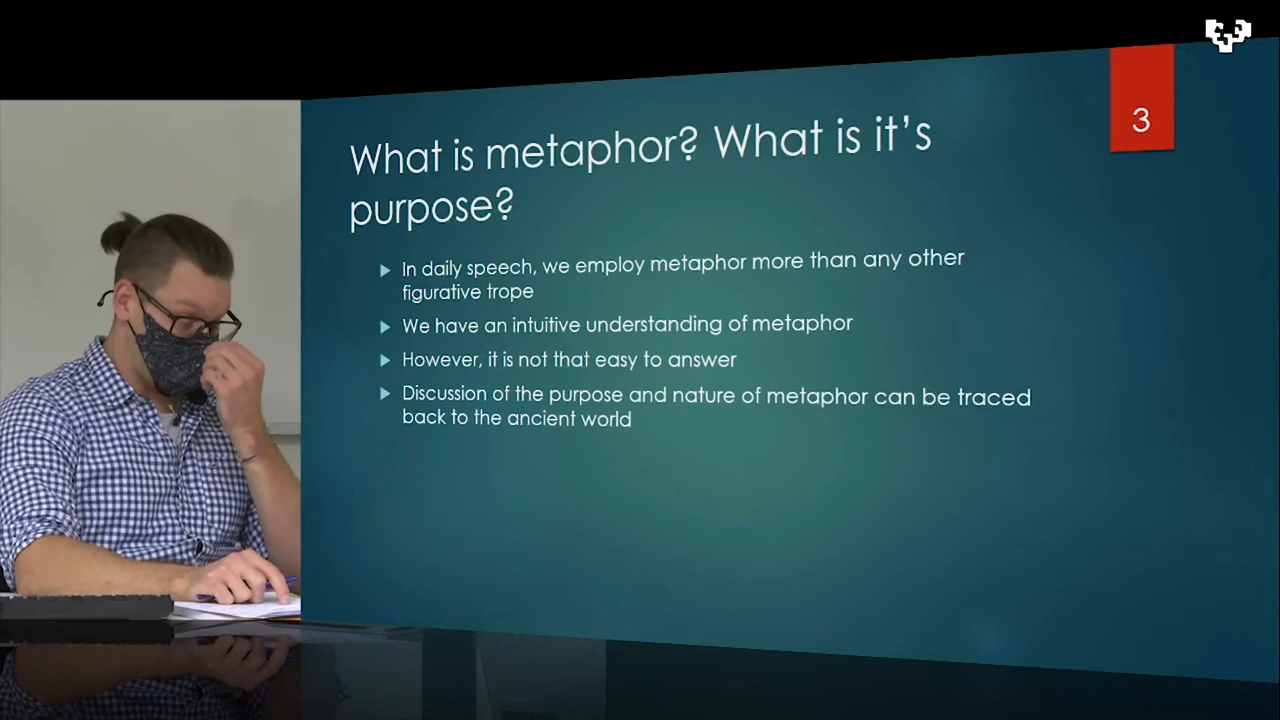 What is metaphor? What is it's
purpose?
3
In daily speech, we employ metaphor more than any other
figurative trope
We have an intuitive understanding of metaphor
However, it is not that easy to answer
Discussion of the purpose and nature of metaphor can be traced
back to the ancient world